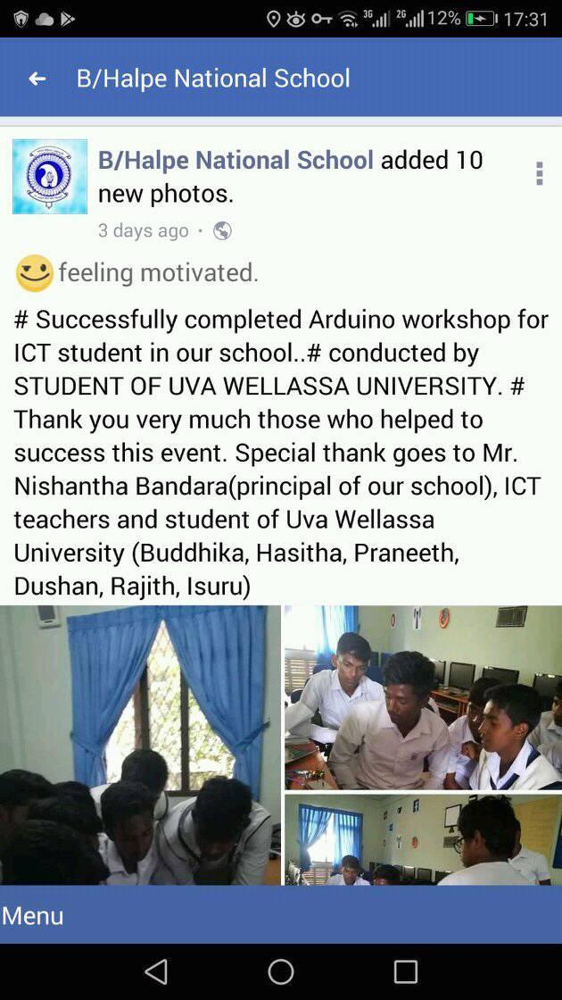 3G 2G 12% 17:31
B/Halpe National School
B/Halpe National School added 10
new photos.
3 days ago ·
feeling motivated.
# Successfully completed Arduino workshop for
ICT student in our school..# conducted by
STUDENT OF UVA WELLASSA UNIVERSITY. #
Thank you very much those who helped to
success this event. Special thank goes to Mr.
Nishantha Bandara(principal of our school), ICT
teachers and student of Uva Wellassa
University (Buddhika, Hasitha, Praneeth,
Dushan, Rajith, Isuru)
Menu